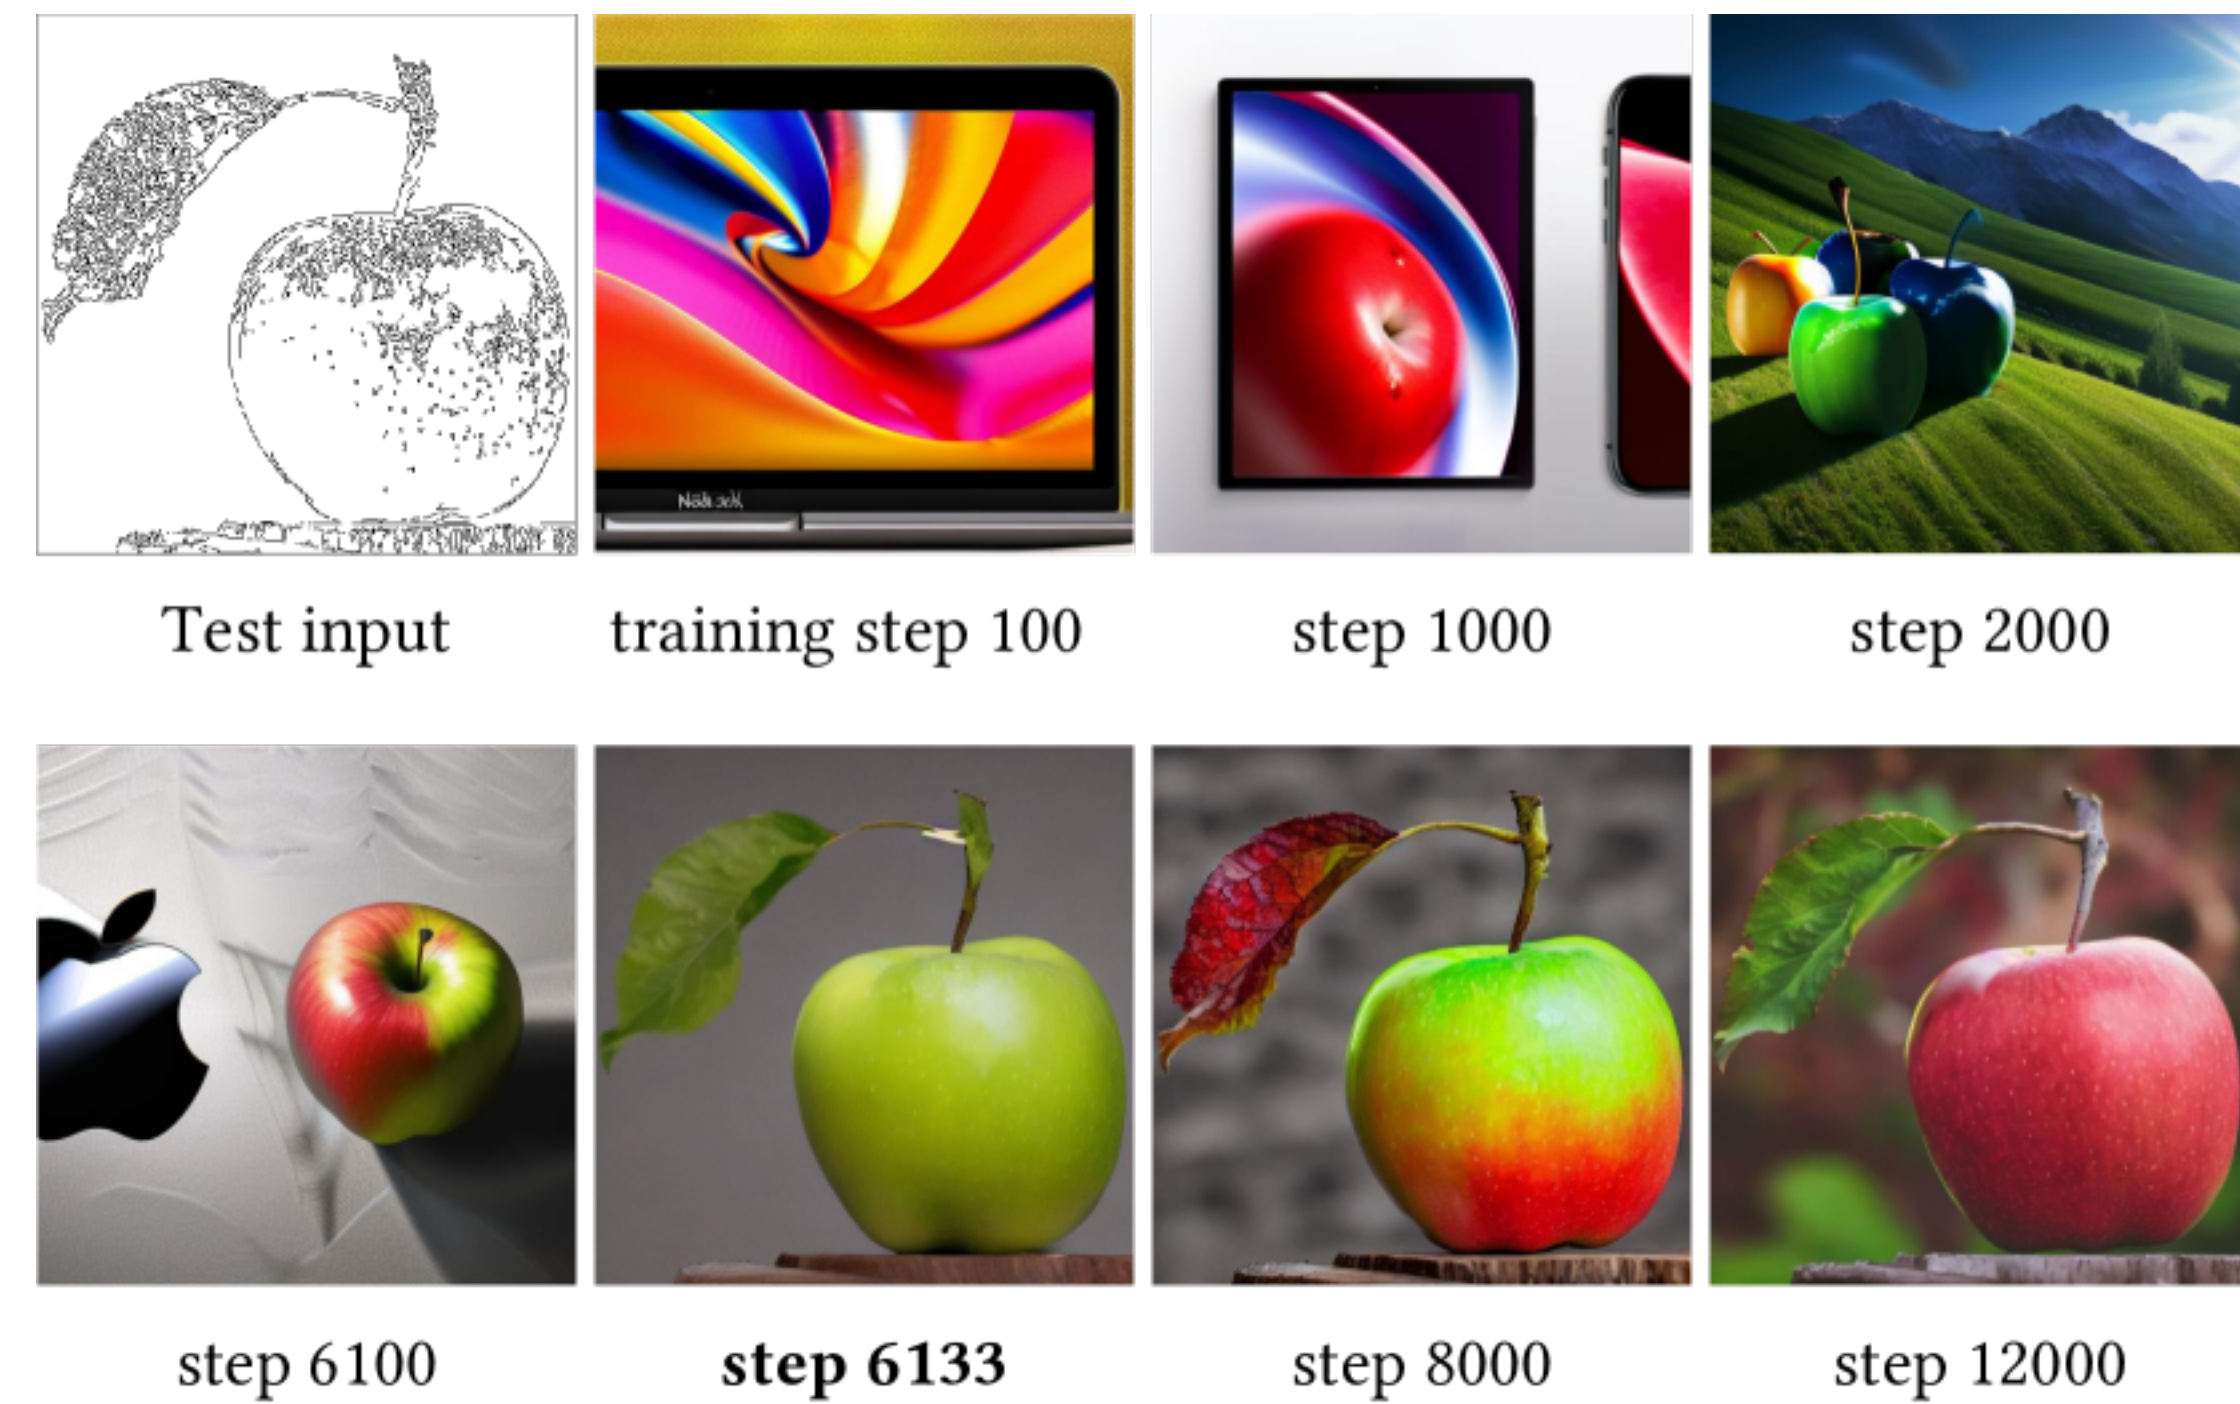 Test input
training step 100
step 1000
step 2000
step 6100
step 6133
step 8000
step 12000